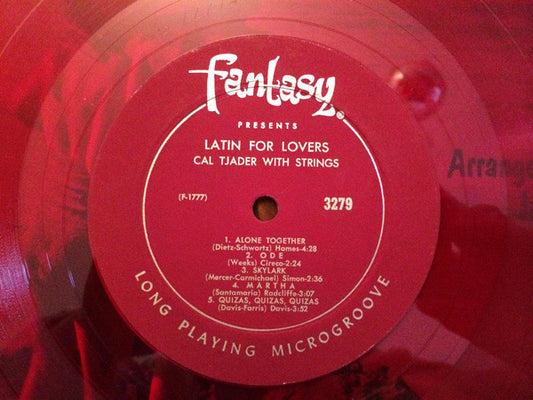 Fantasy.
PRESENTS
LATIN FOR LOVERS
CAL TJADER WITH STRINGS
(F-1777)
3279
1. ALONE TOGETHER
(Dietz-Schwartz) Homes-4:28
2. ODE
(Weeks) Cireco-2:24
3. SKYLARK
(Mercer-Carmichael) Simon-2:36
4. MARTHA
(Santamaria) Radcliffe-3:07
5. QUIZAS, QUIZAS, QUIZAS
(Davis-Farris) Davis-3:52
LONG PLAYING MICROGROOVE